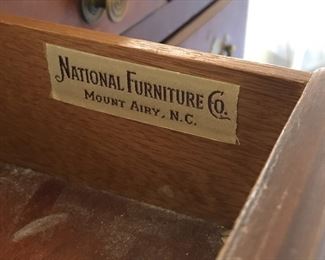 NATIONAL FURNITURE CO.
MOUNT AIRY, N.C.